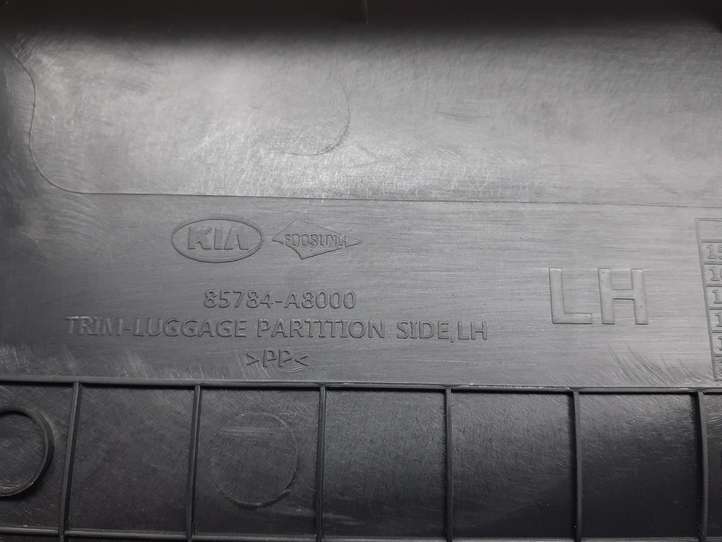 KIA
85784-A8000
TRIM-LUGGAGE PARTITION SIDE,LH
>PP<
LH